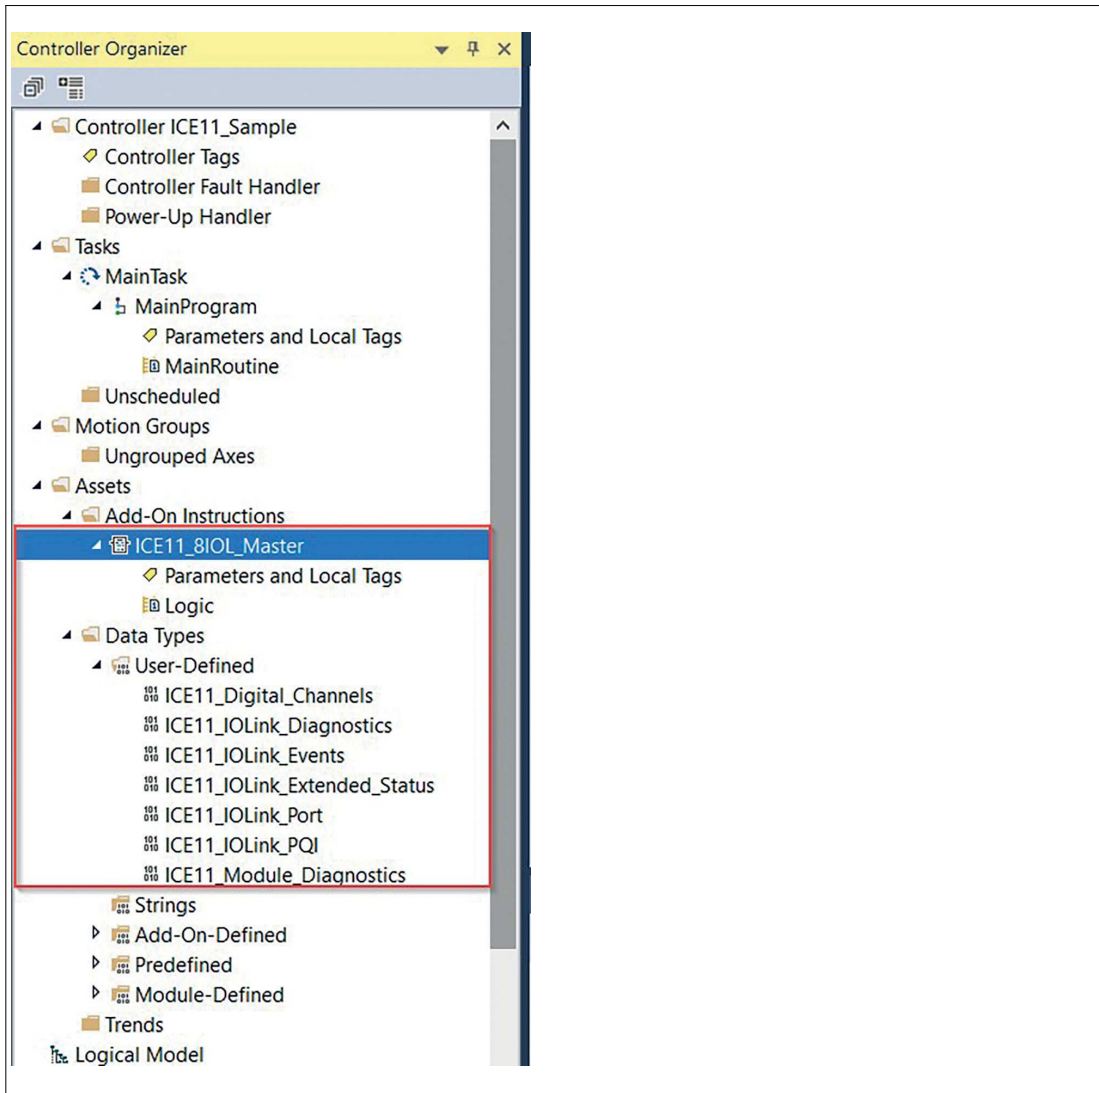 Controller Organizer
Controller ICE11_Sample
Controller Tags
Controller Fault Handler
Power-Up Handler
Tasks
MainTask
MainProgram
Parameters and Local Tags
MainRoutine
Unscheduled
Motion Groups
Ungrouped Axes
Assets
Add-On Instructions
ICE11_8IOL_Master
Parameters and Local Tags
Logic
Data Types
User-Defined
ICE11_Digital_Channels
ICE11_IOLink_Diagnostics
ICE11_IOLink_Events
ICE11_IOLink_Extended_Status
ICE11_IOLink_Port
ICE11_IOLink_PQI
ICE11_Module_Diagnostics
Strings
Add-On-Defined
Predefined
Module-Defined
Trends
Logical Model